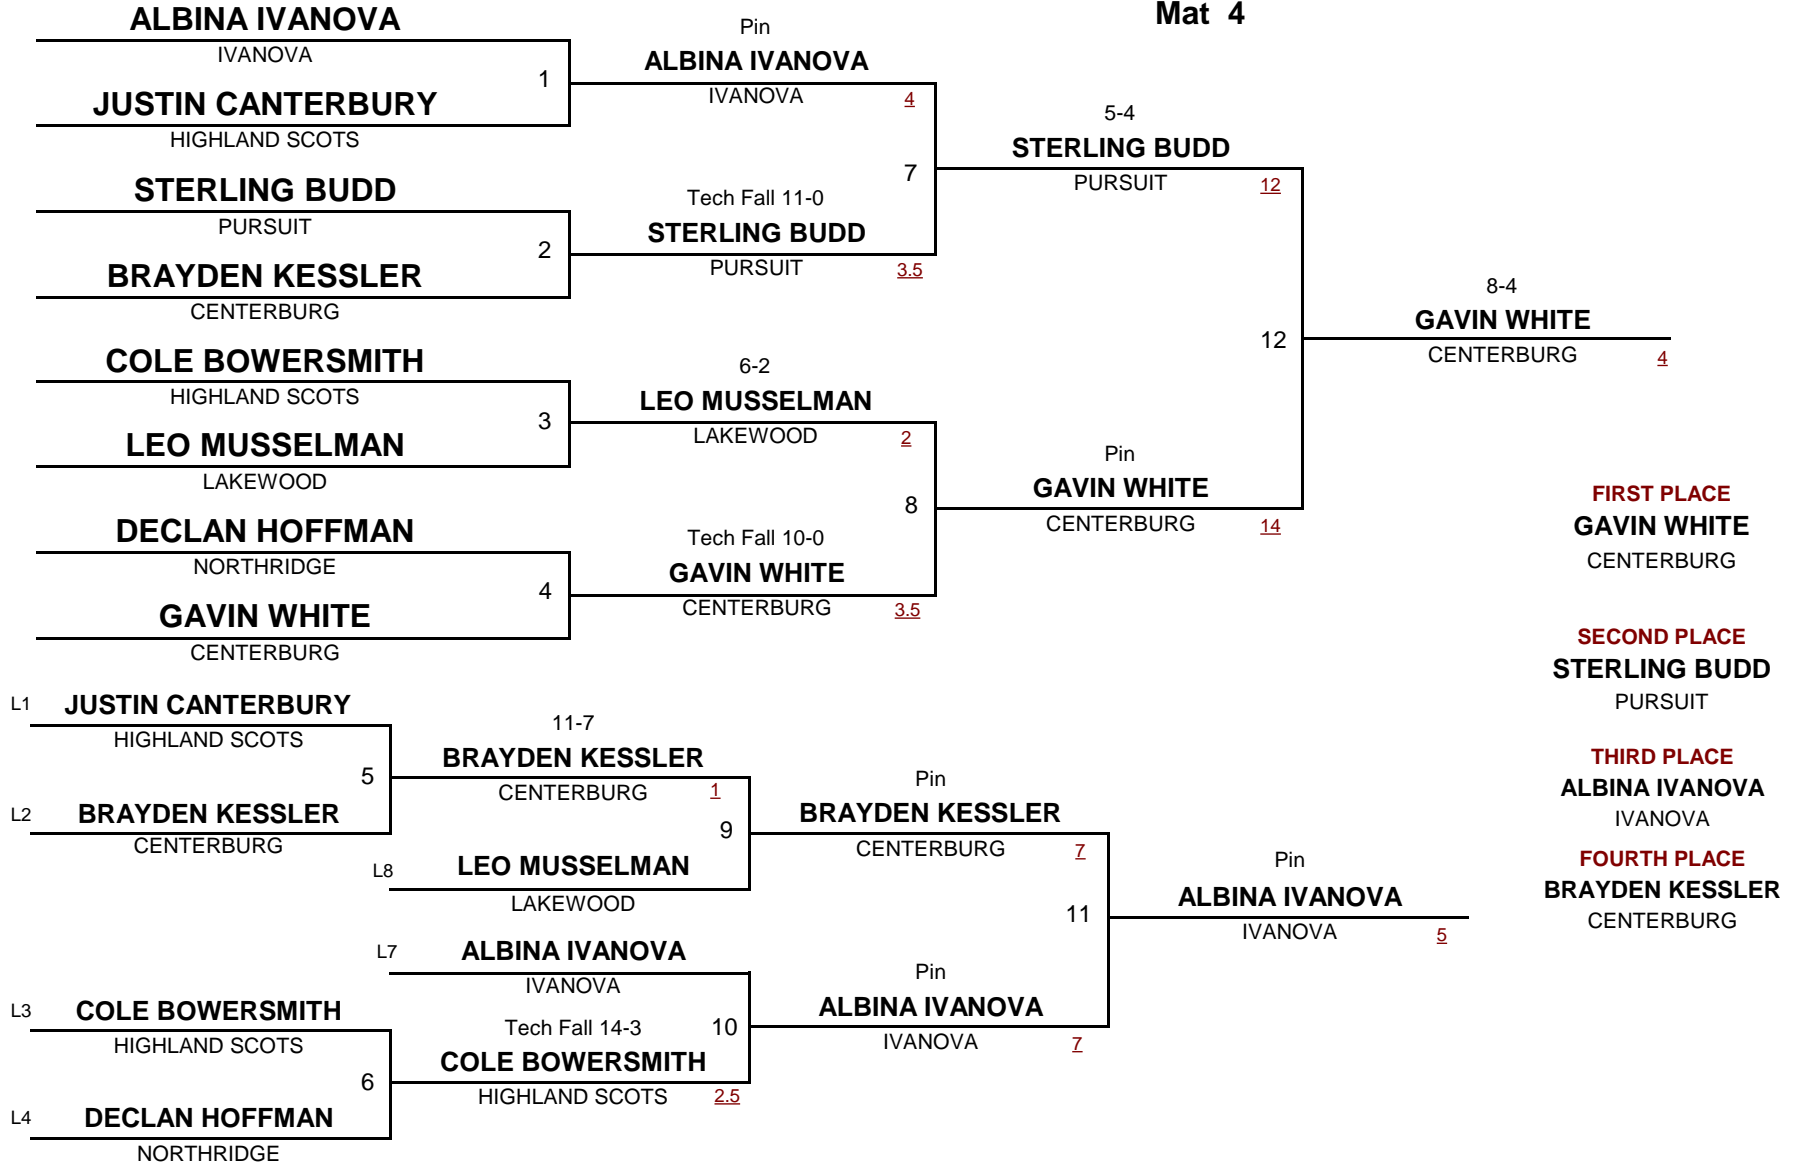 Mat 4
ALBINA IVANOVA
IVANOVA
1
JUSTIN CANTERBURY
HIGHLAND SCOTS
STERLING BUDD
PURSUIT
2
BRAYDEN KESSLER
CENTERBURG
COLE BOWERSMITH
HIGHLAND SCOTS
3
LEO MUSSELMAN
LAKEWOOD
DECLAN HOFFMAN
NORTHRIDGE
4
GAVIN WHITE
CENTERBURG
Pin
ALBINA IVANOVA
IVANOVA
4
7
Tech Fall 11-0
STERLING BUDD
PURSUIT
3.5
6-2
LEO MUSSELMAN
LAKEWOOD
2
8
Tech Fall 10-0
GAVIN WHITE
CENTERBURG
3.5
5-4
STERLING BUDD
PURSUIT
12
12
Pin
GAVIN WHITE
CENTERBURG
14
8-4
GAVIN WHITE
CENTERBURG
4
FIRST PLACE
GAVIN WHITE
CENTERBURG
SECOND PLACE
STERLING BUDD
PURSUIT
THIRD PLACE
ALBINA IVANOVA
IVANOVA
FOURTH PLACE
BRAYDEN KESSLER
CENTERBURG
L1
JUSTIN CANTERBURY
HIGHLAND SCOTS
5
L2
BRAYDEN KESSLER
CENTERBURG
11-7
BRAYDEN KESSLER
CENTERBURG
1
9
L8
LEO MUSSELMAN
LAKEWOOD
L7
ALBINA IVANOVA
IVANOVA
L3
COLE BOWERSMITH
HIGHLAND SCOTS
6
L4
DECLAN HOFFMAN
NORTHRIDGE
Tech Fall 14-3
10
COLE BOWERSMITH
HIGHLAND SCOTS
2.5
Pin
BRAYDEN KESSLER
CENTERBURG
7
11
Pin
ALBINA IVANOVA
IVANOVA
7
Pin
ALBINA IVANOVA
IVANOVA
5